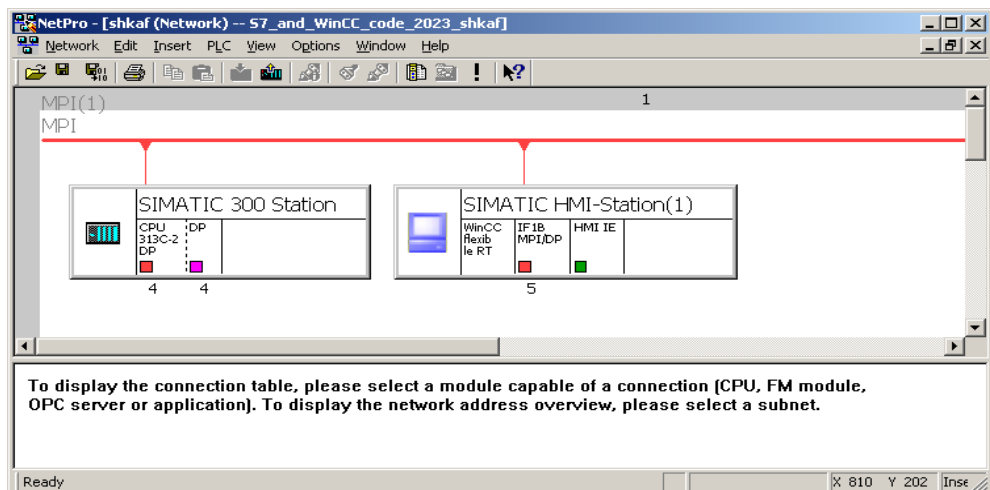 NetPro - [shkaf (Network) -- S7_and_WinCC_code_2023_shkaf]
Network Edit Insert PLC View Options Window Help
1
MPI(1)
MPI
SIMATIC 300 Station
CPU
313C-2
DP
DP
4
4
SIMATIC HMI-Station(1)
WinCC
flexib
le RT
IF1B
MPI/DP
HMI IE
5
To display the connection table, please select a module capable of a connection (CPU, FM module,
OPC server or application). To display the network address overview, please select a subnet.
Ready
X 810 Y 202 Inse